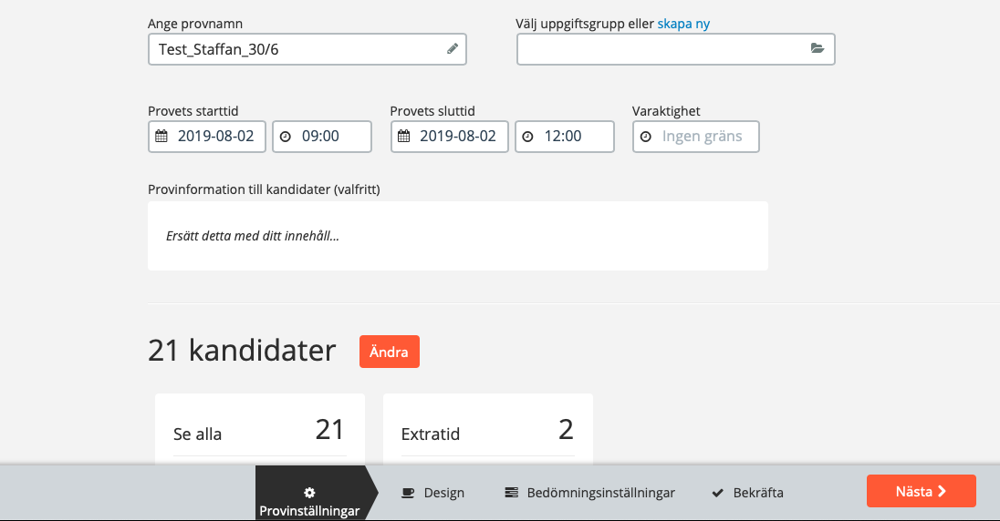 Ange provnamn
Välj uppgiftsgrupp eller skapa ny
Test_Staffan_30/6
Provets starttid
Provets sluttid
Varaktighet
2019-08-02
09:00
2019-08-02
12:00
Ingen gräns
Provinformation till kandidater (valfritt)
Ersätt detta med ditt innehåll...
21 kandidater
Ändra
Se alla
21
Extratid
2
Provinställningar
Design
Bedömningsinställningar
Bekräfta
Nästa